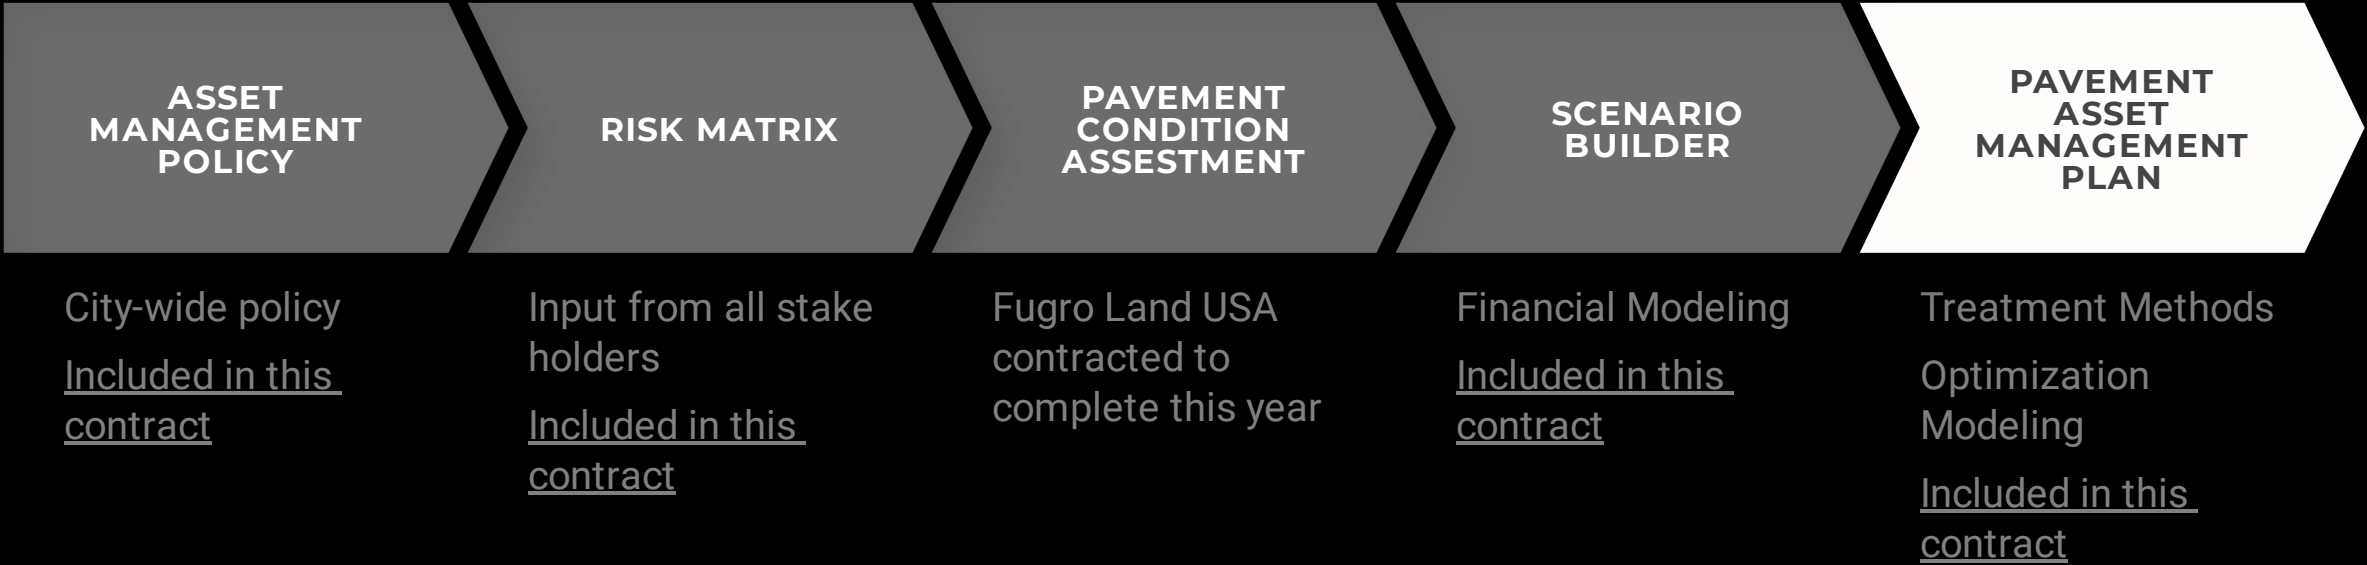 ASSET
MANAGEMENT
POLICY
RISK MATRIX
PAVEMENT
CONDITION
ASSESTMENT
SCENARIO
BUILDER
PAVEMENT
ASSET
MANAGEMENT
PLAN
City-wide policy
Included in this
contract
Input from all stake
holders
Included in this
contract
Fugro Land USA
contracted to
complete this year
Financial Modeling
Included in this
contract
Treatment Methods
Optimization
Modeling
Included in this
contract